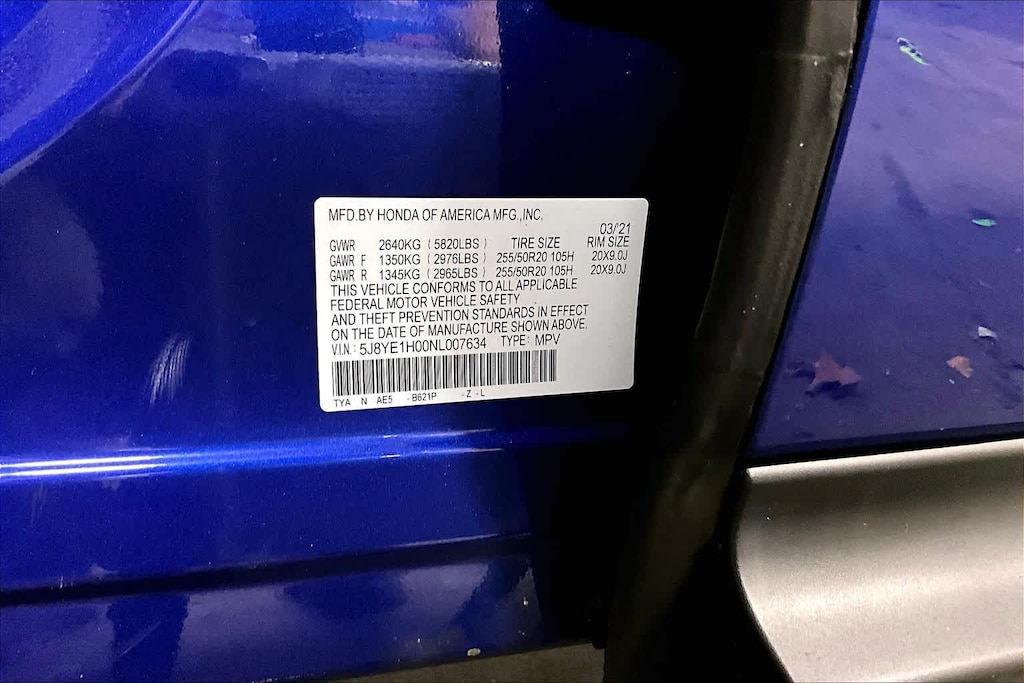 MFD.BY HONDA OF AMERICA MFG.,INC.
03/'21
GVWR 2640KG (5820LBS) TIRE SIZE RIM SIZE
GAWR F 1350KG (2976LBS) 255/50R20 105H 20X9.0J
GAWR R 1345KG (2965LBS) 255/50R20 105H 20X9.0J
THIS VEHICLE CONFORMS TO ALL APPLICABLE
FEDERAL MOTOR VEHICLE SAFETY
AND THEFT PREVENTION STANDARDS IN EFFECT
ON THE DATE OF MANUFACTURE SHOWN ABOVE.
V.I.N.: 5J8YE1H00NL007634 TYPE: MPV
TYA N AE5 -B621P -Z -L